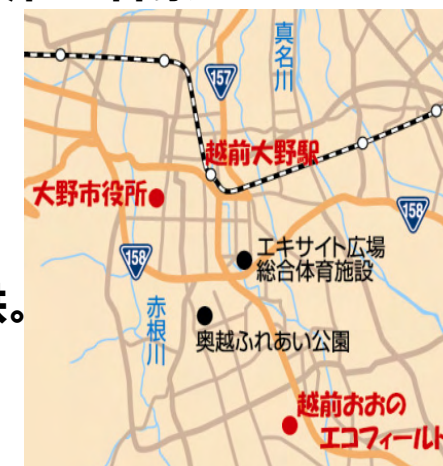 真名川
157
越前大野駅
大野市役所
158
158
エキサイト広場
総合体育施設
赤根川
奥越ふれあい公園
越前おおの
エコフィールド
。